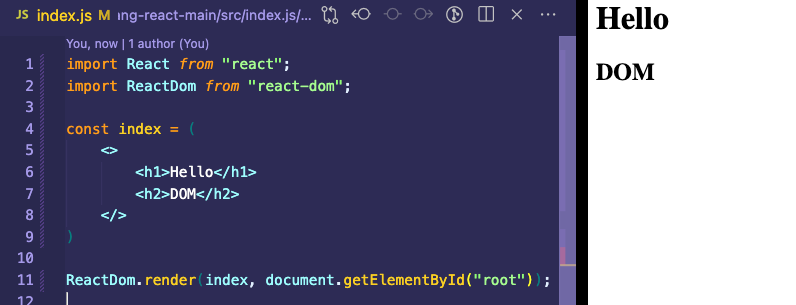 JS index.js M ıng-react-main/src/index.js/...
You, now | 1 author (You)
1 import React from "react";
2 import ReactDom from "react-dom";
3
4 const index = (
5 <>
6 <h1>Hello</h1>
7 <h2>DOM</h2>
8 </>
9 )
10
11 ReactDom.render(index, document.getElementById("root"));
12
Hello
DOM